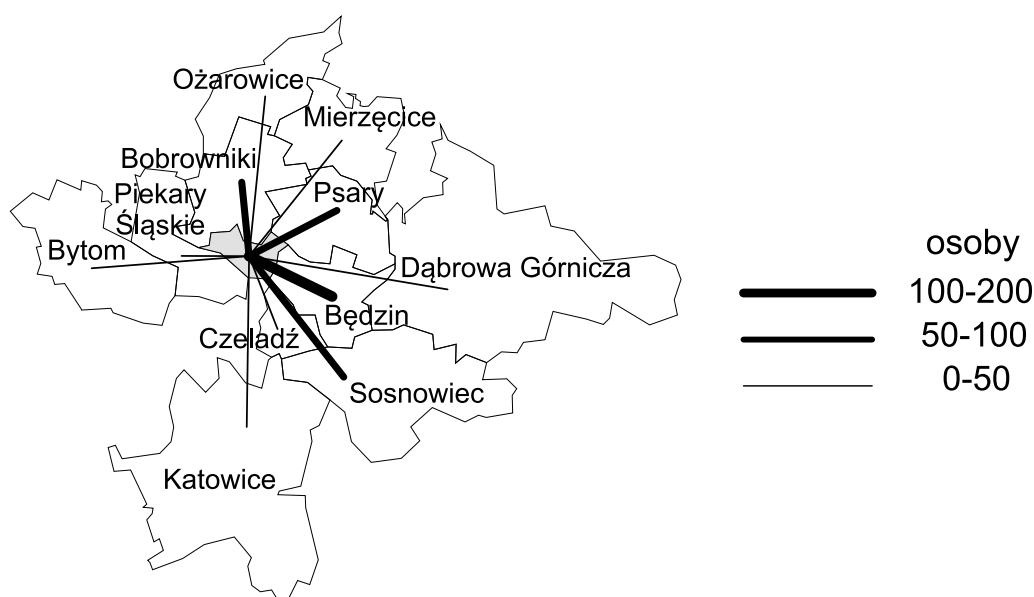 Ożarowice
Mierzęcice
Bobrowniki
Piekary
Śląskie
Psary
Bytom
Dąbrowa Górnicza
Będzin
Czeladź
Sosnowiec
Katowice
osoby
100-200
50-100
0-50